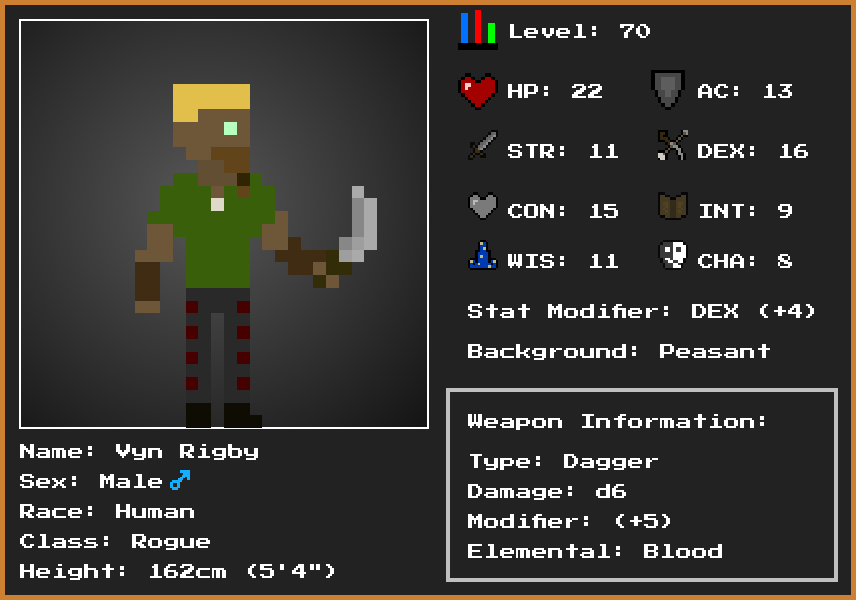 Level: 70
HP: 22
AC: 13
STR: 11
DEX: 16
CON: 15
INT: 9
WIS: 11
CHA: 8
Stat Modifier: DEX (+4)
Background: Peasant
Weapon Information:
Type: Dagger
Damage: d6
Modifier: (+5)
Elemental: Blood
Name: Vyn Rigby
Sex: Male ♂
Race: Human
Class: Rogue
Height: 162cm (5'4")